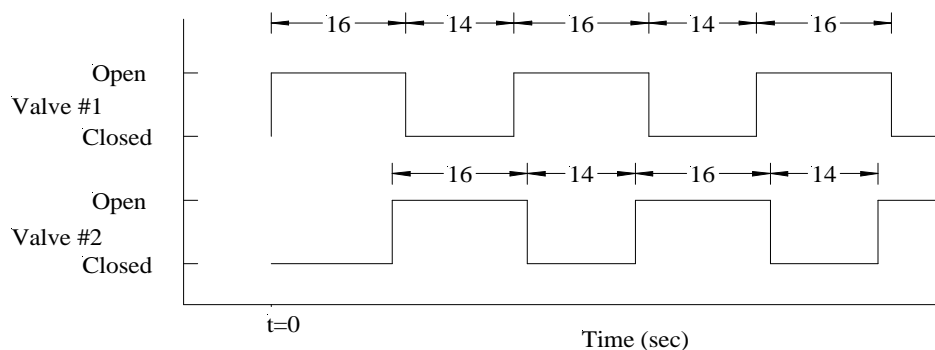 16 14 16 14 16
Open
Valve #1
Closed
16 14 16 14
Open
Valve #2
Closed
t=0
Time (sec)